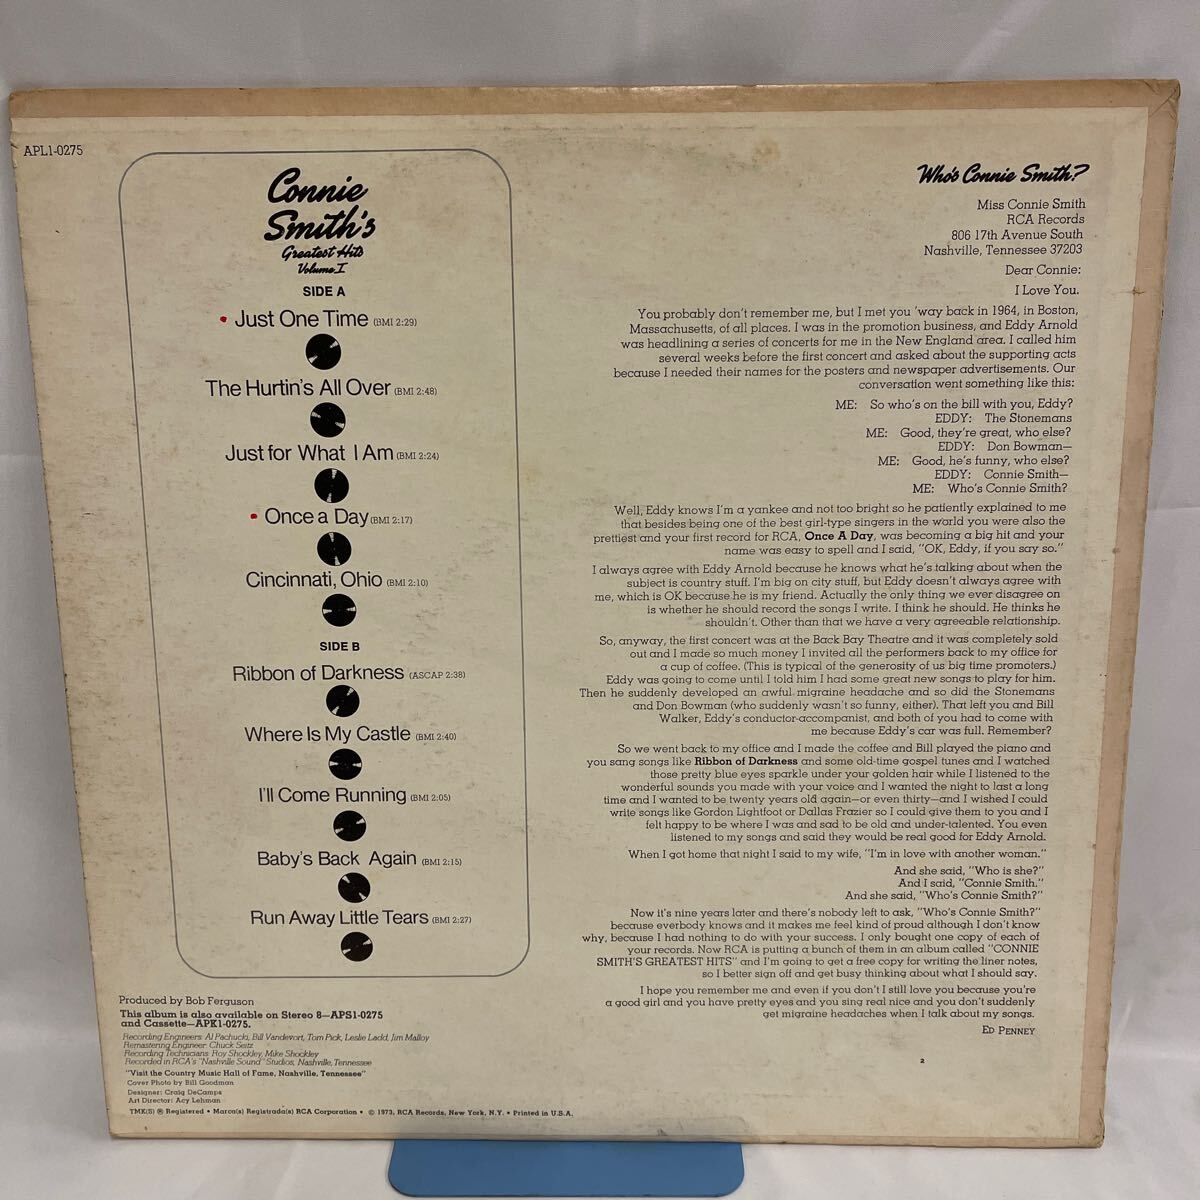 APL1-0275
Connie
Smith's
Greatest Hits
Volume I
SIDE A
• Just One Time (BMI 2:29)
The Hurtin's All Over (BMI 2:48)
Just for What I Am (BMI 2:24)
• Once a Day (BMI 2:17)
Cincinnati, Ohio (BMI 2:10)
SIDE B
Ribbon of Darkness (ASCAP 2:38)
Where Is My Castle (BMI 2:40)
I'll Come Running (BMI 2:05)
Baby's Back Again (BMI 2:15)
Run Away Little Tears (BMI 2:27)
Produced by Bob Ferguson
This album is also available on Stereo 8—APS1-0275
and Cassette—APK1-0275.
Recording Engineers: Al Pachucki, Bill Vandevort, Tom Pick, Leslie Ladd, Jim Malloy
Remastering Engineer: Chuck Seitz
Recording Technicians: Roy Shockley, Mike Shockley
Recorded in RCA's "Nashville Sound" Studios, Nashville, Tennessee
"Visit the Country Music Hall of Fame, Nashville, Tennessee"
Cover Photo by Bill Goodman
Designer: Craig DeCamps
Art Director: Acy Lehman
TMK(S) ® Registered • Marca(s) Registrada(s) RCA Corporation • © 1973, RCA Records, New York, N.Y. • Printed in U.S.A.
Who's Connie Smith?
Miss Connie Smith
RCA Records
806 17th Avenue South
Nashville, Tennessee 37203
Dear Connie:
I Love You.
You probably don't remember me, but I met you 'way back in 1964, in Boston,
Massachusetts, of all places. I was in the promotion business, and Eddy Arnold
was headlining a series of concerts for me in the New England area. I called him
several weeks before the first concert and asked about the supporting acts
because I needed their names for the posters and newspaper advertisements. Our
conversation went something like this:
ME: So who's on the bill with you, Eddy?
EDDY: The Stonemans
ME: Good, they're great, who else?
EDDY: Don Bowman—
ME: Good, he's funny, who else?
EDDY: Connie Smith—
ME: Who's Connie Smith?
Well, Eddy knows I'm a yankee and not too bright so he patiently explained to me
that besides being one of the best girl-type singers in the world you were also the
prettiest and your first record for RCA, Once A Day, was becoming a big hit and your
name was easy to spell and I said, "OK, Eddy, if you say so."
I always agree with Eddy Arnold because he knows what he's talking about when the
subject is country stuff. I'm big on city stuff, but Eddy doesn't always agree with
me, which is OK because he is my friend. Actually the only thing we ever disagree on
is whether he should record the songs I write. I think he should. He thinks he
shouldn't. Other than that we have a very agreeable relationship.
So, anyway, the first concert was at the Back Bay Theatre and it was completely sold
out and I made so much money I invited all the performers back to my office for
a cup of coffee. (This is typical of the generosity of us big time promoters.)
Eddy was going to come until I told him I had some great new songs to play for him.
Then he suddenly developed an awful migraine headache and so did the Stonemans
and Don Bowman (who suddenly wasn't so funny, either). That left you and Bill
Walker, Eddy's conductor-accompanist, and both of you had to come with
me because Eddy's car was full. Remember?
So we went back to my office and I made the coffee and Bill played the piano and
you sang songs like Ribbon of Darkness and some old-time gospel tunes and I watched
those pretty blue eyes sparkle under your golden hair while I listened to the
wonderful sounds you made with your voice and I wanted the night to last a long
time and I wanted to be twenty years old again—or even thirty—and I wished I could
write songs like Gordon Lightfoot or Dallas Frazier so I could give them to you and I
felt happy to be where I was and sad to be old and under-talented. You even
listened to my songs and said they would be real good for Eddy Arnold.
When I got home that night I said to my wife, "I'm in love with another woman."
And she said, "Who is she?"
And I said, "Connie Smith."
And she said, "Who's Connie Smith?"
Now it's nine years later and there's nobody left to ask, "Who's Connie Smith?"
because everbody knows and it makes me feel kind of proud although I don't know
why, because I had nothing to do with your success. I only bought one copy of each of
your records. Now RCA is putting a bunch of them in an album called "CONNIE
SMITH'S GREATEST HITS" and I'm going to get a free copy for writing the liner notes,
so I better sign off and get busy thinking about what I should say.
I hope you remember me and even if you don't I still love you because you're
a good girl and you have pretty eyes and you sing real nice and you don't suddenly
get migraine headaches when I talk about my songs.
ED PENNEY
2